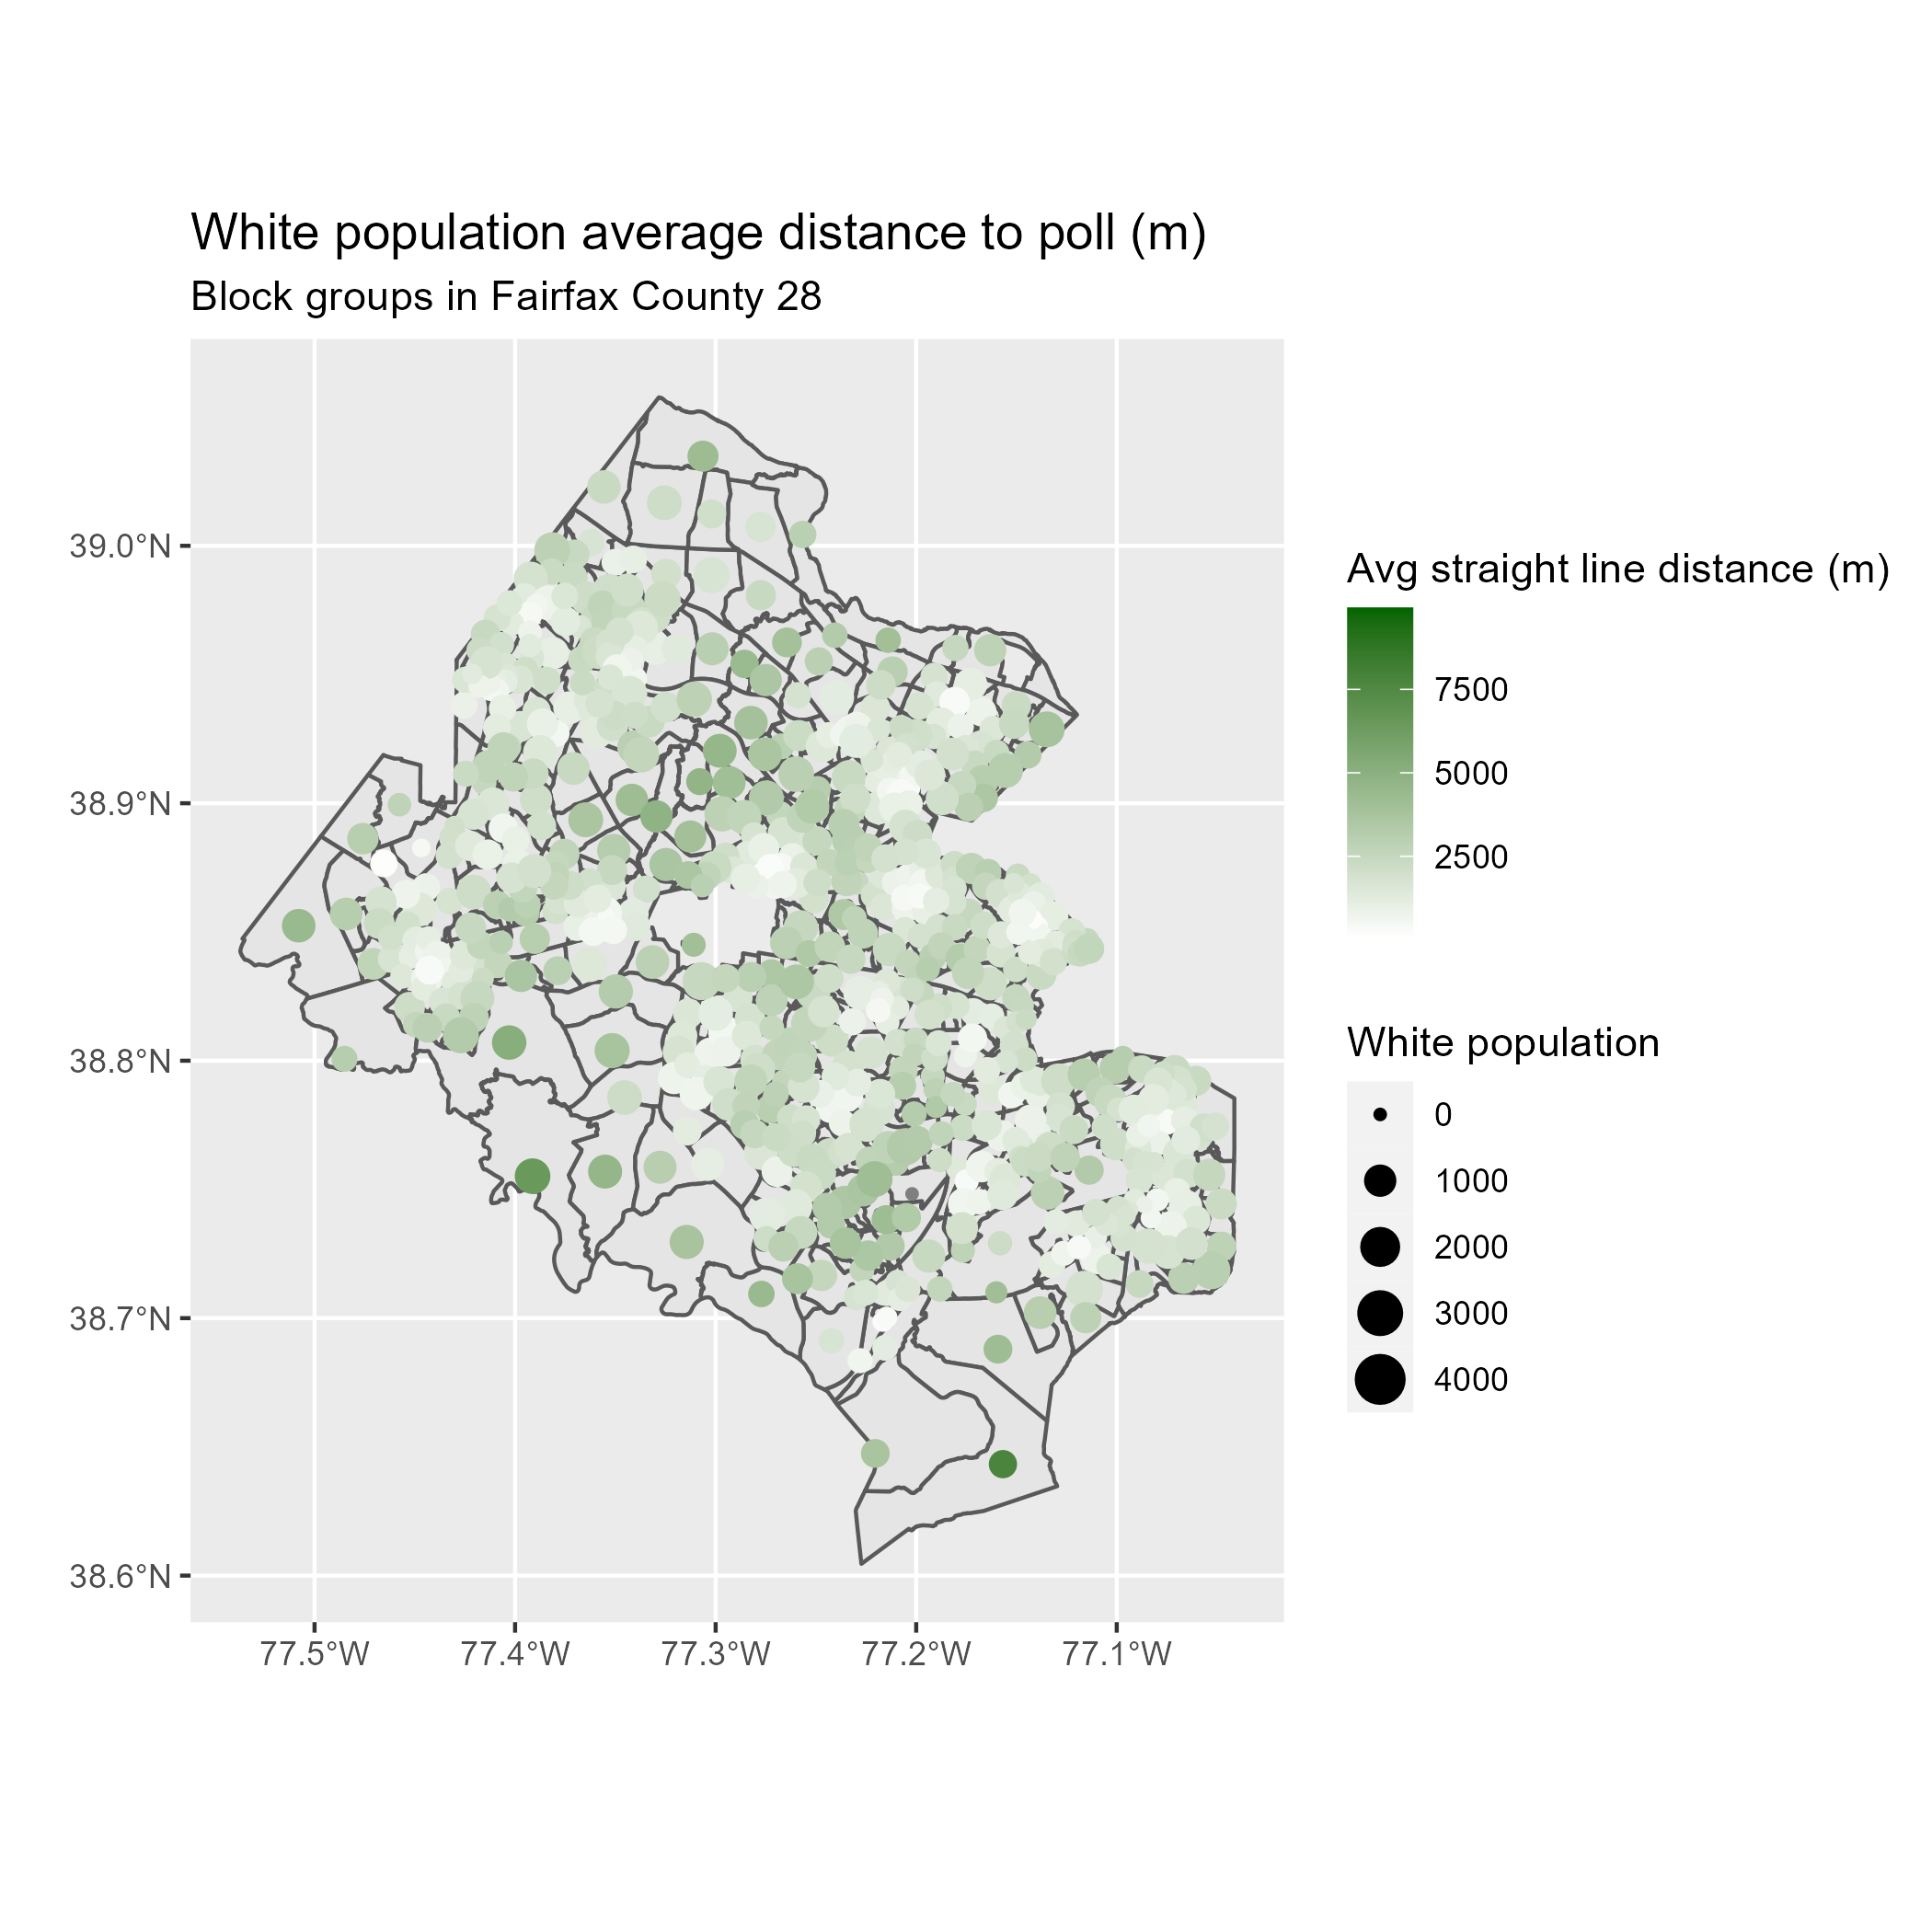 White population average distance to poll (m)
Block groups in Fairfax County 28
39.0°N
38.9°N
38.8°N
38.7°N
38.6°N
77.5°W
77.4°W
77.3°W
77.2°W
77.1°W
Avg straight line distance (m)
7500
5000
2500
White population
0
1000
2000
3000
4000